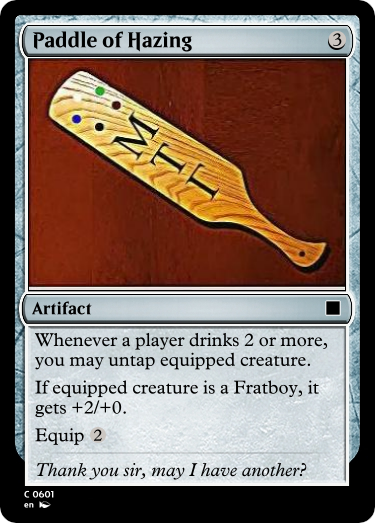 Paddle of Hazing 3
MIT
Artifact
Whenever a player drinks 2 or more,
you may untap equipped creature.
If equipped creature is a Fratboy, it
gets +2/+0.
Equip 2
Thank you sir, may I have another?
C 0601
en